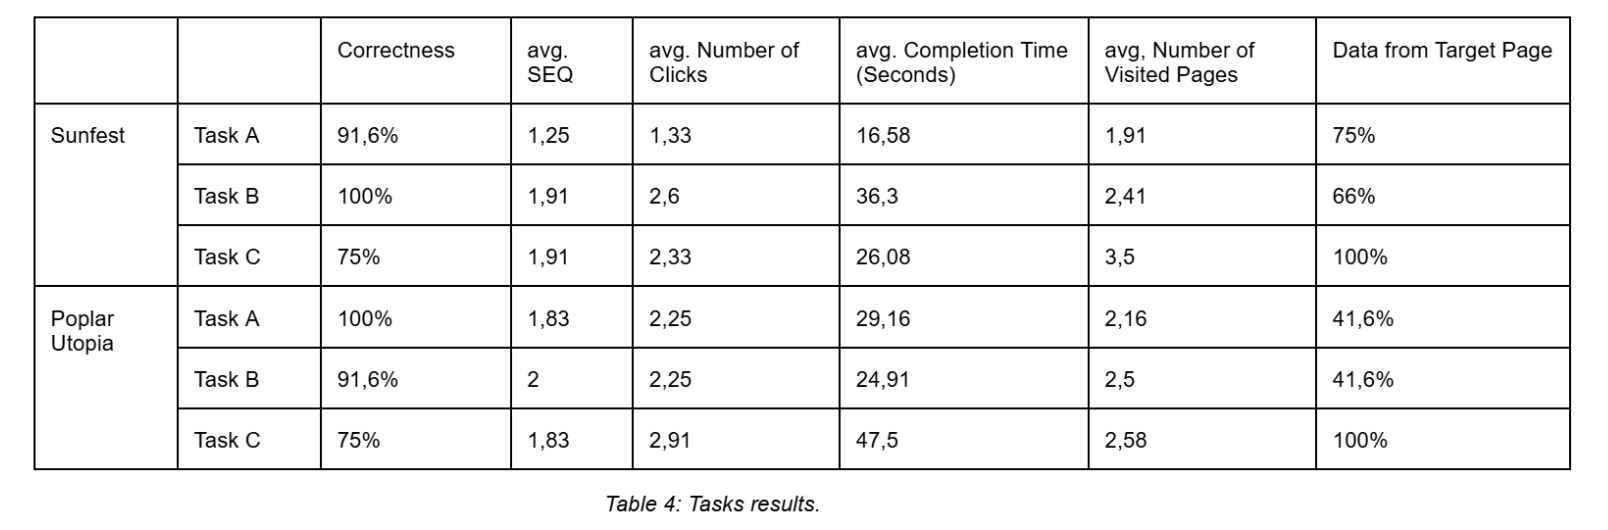 Correctness avg. SEQ avg. Number of Clicks avg. Completion Time (Seconds) avg, Number of Visited Pages Data from Target Page
Sunfest Task A 91,6% 1,25 1,33 16,58 1,91 75%
Task B 100% 1,91 2,6 36,3 2,41 66%
Task C 75% 1,91 2,33 26,08 3,5 100%
Poplar Utopia Task A 100% 1,83 2,25 29,16 2,16 41,6%
Task B 91,6% 2 2,25 24,91 2,5 41,6%
Task C 75% 1,83 2,91 47,5 2,58 100%
Table 4: Tasks results.